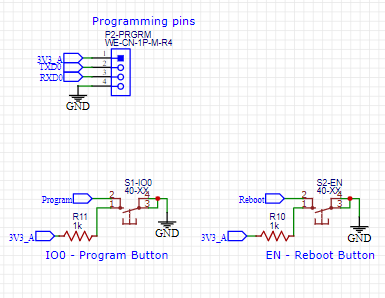 Programming pins
P2-PRGRM
WE-CN-1P-M-R4
3V3_A 1
TXD0 2
RXD0 3
4
GND
S1-IO0
40-XX
Program 2 4
1 3
R11
1k
3V3_A
GND
IO0 - Program Button
S2-EN
40-XX
Reboot 2 4
1 3
R10
1k
3V3_A
GND
EN - Reboot Button